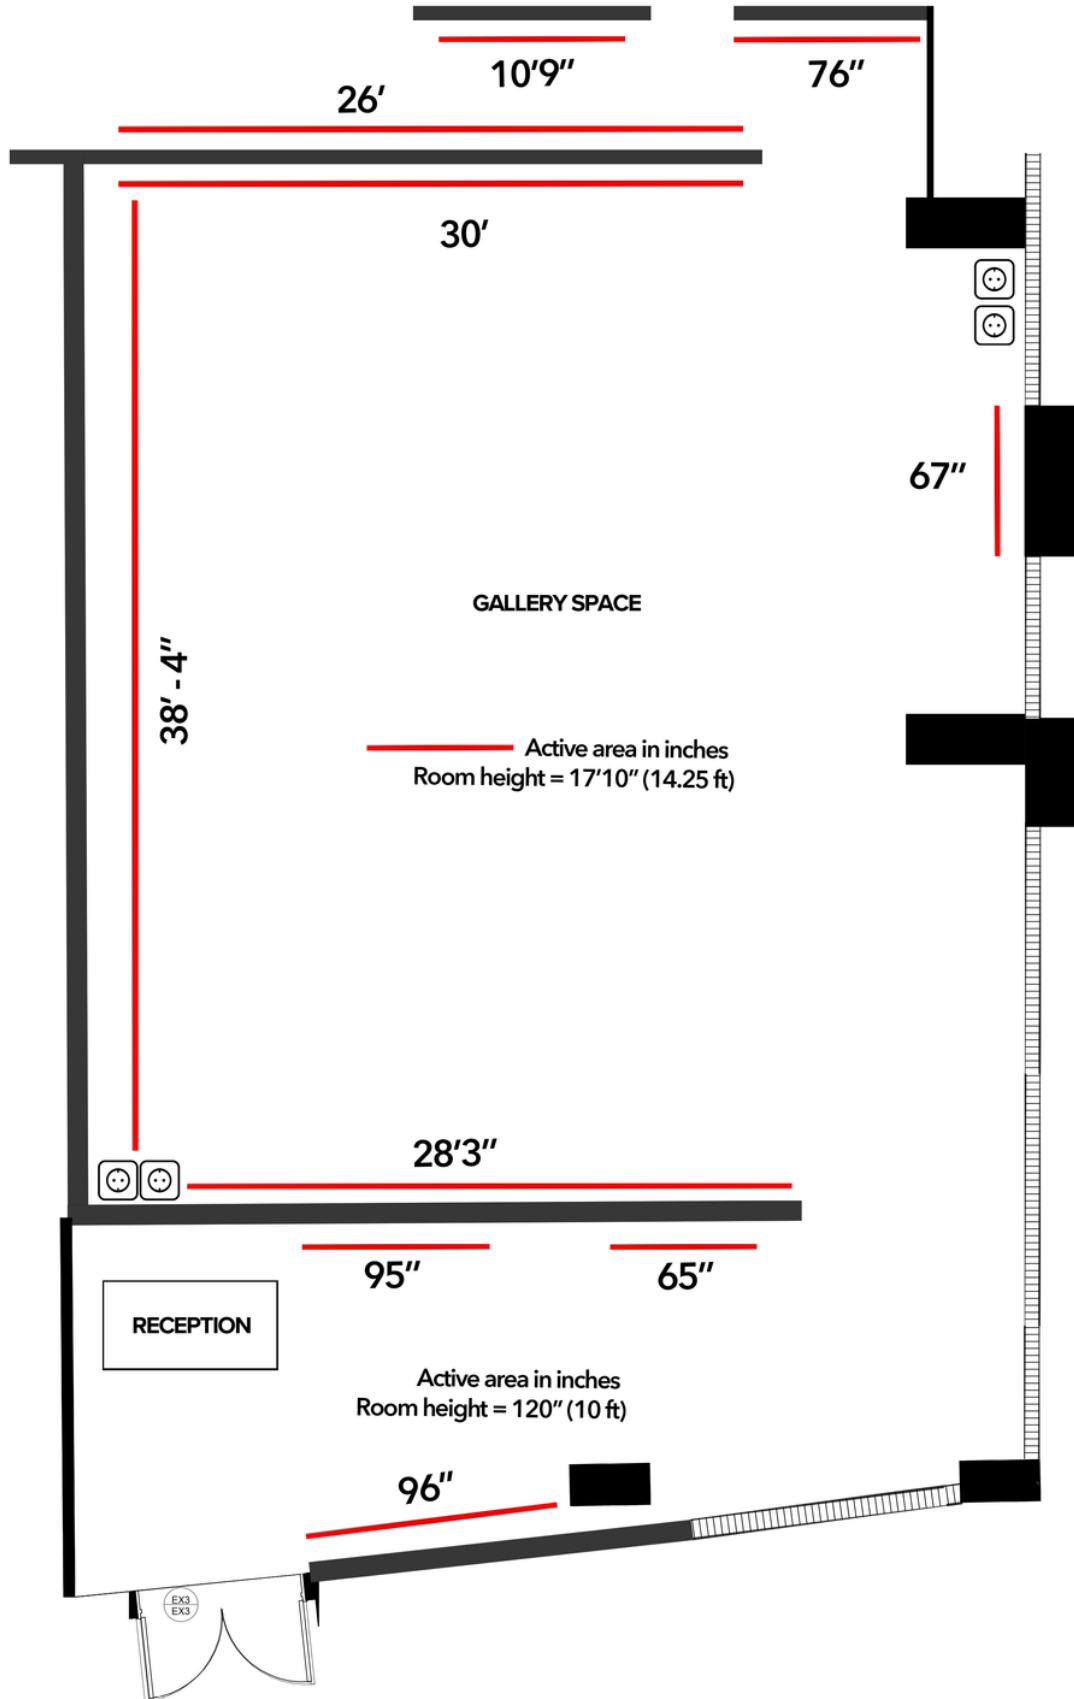 10'9"
76"
26'
30'
67"
GALLERY SPACE
38' - 4"
Active area in inches
Room height = 17'10" (14.25 ft)
28'3"
95"
65"
RECEPTION
Active area in inches
Room height = 120" (10 ft)
96"
EX3
EX3